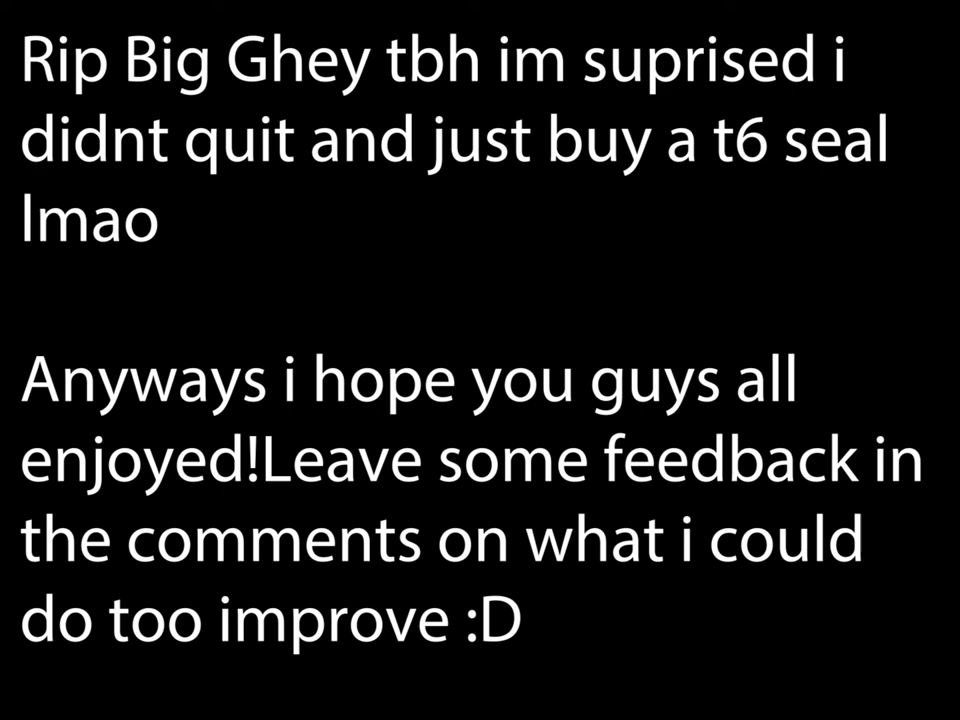 Rip Big Ghey tbh im suprised i
didnt quit and just buy a t6 seal
lmao
Anyways i hope you guys all
enjoyed!Leave some feedback in
the comments on what i could
do too improve :D